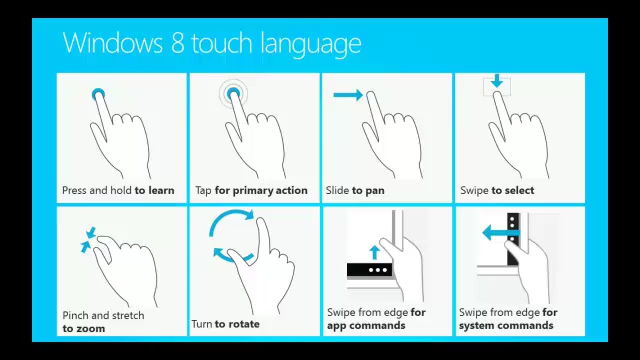 Windows 8 touch language
Press and hold to learn
Tap for primary action
Slide to pan
Swipe to select
Pinch and stretch
to zoom
Turn to rotate
Swipe from edge for
app commands
Swipe from edge for
system commands